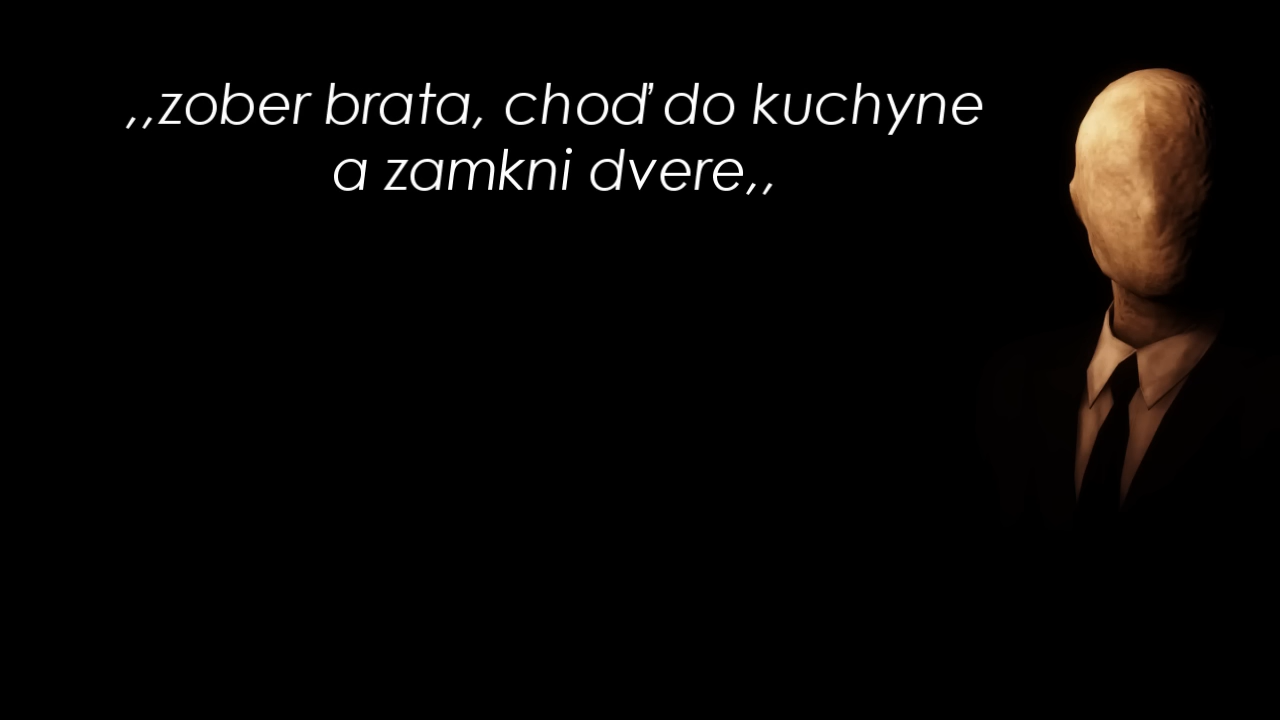 ,,zober brata, choď do kuchyne
a zamkni dvere,,